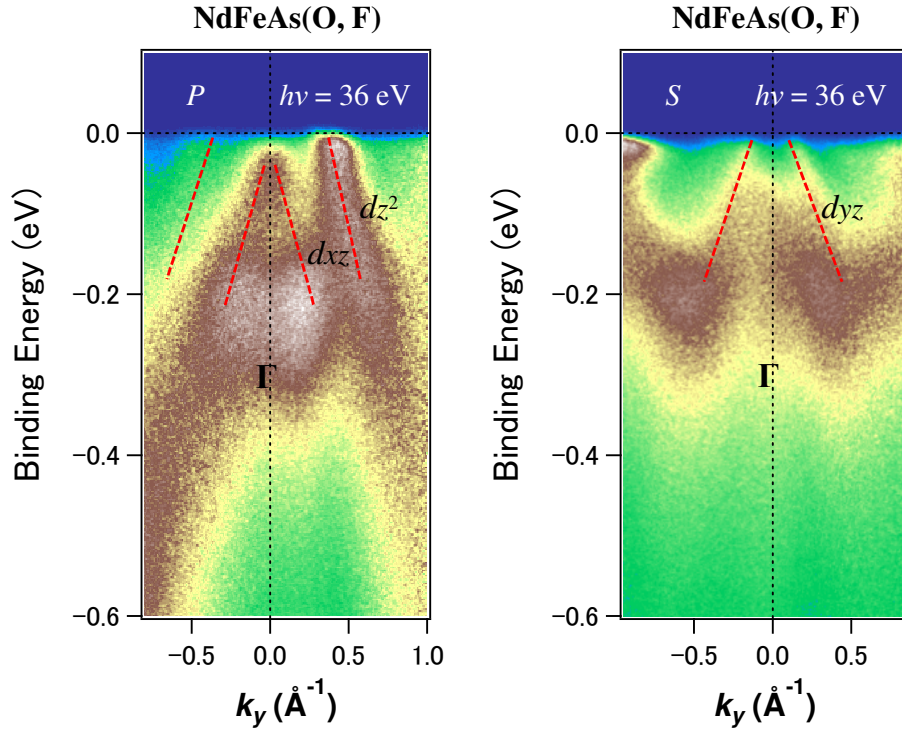 NdFeAs(O, F)
P
hν = 36 eV
0.0
−0.2
−0.4
−0.6
Binding Energy (eV)
dz²
dxz
Γ
−0.5
0.0
0.5
1.0
ky (Å⁻¹)
NdFeAs(O, F)
S
hν = 36 eV
0.0
−0.2
−0.4
−0.6
Binding Energy (eV)
dyz
Γ
−0.5
0.0
0.5
ky (Å⁻¹)